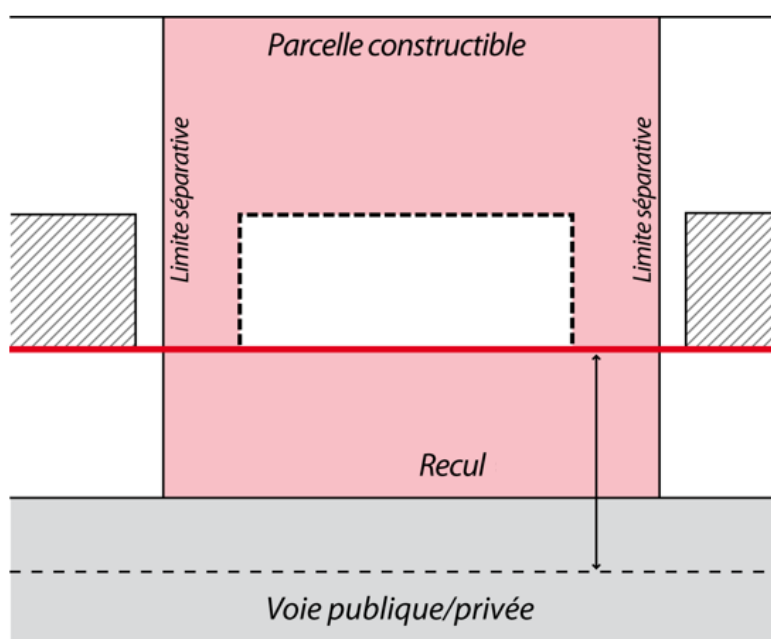 Parcelle constructible
Limite séparative
Limite séparative
Recul
Voie publique/privée